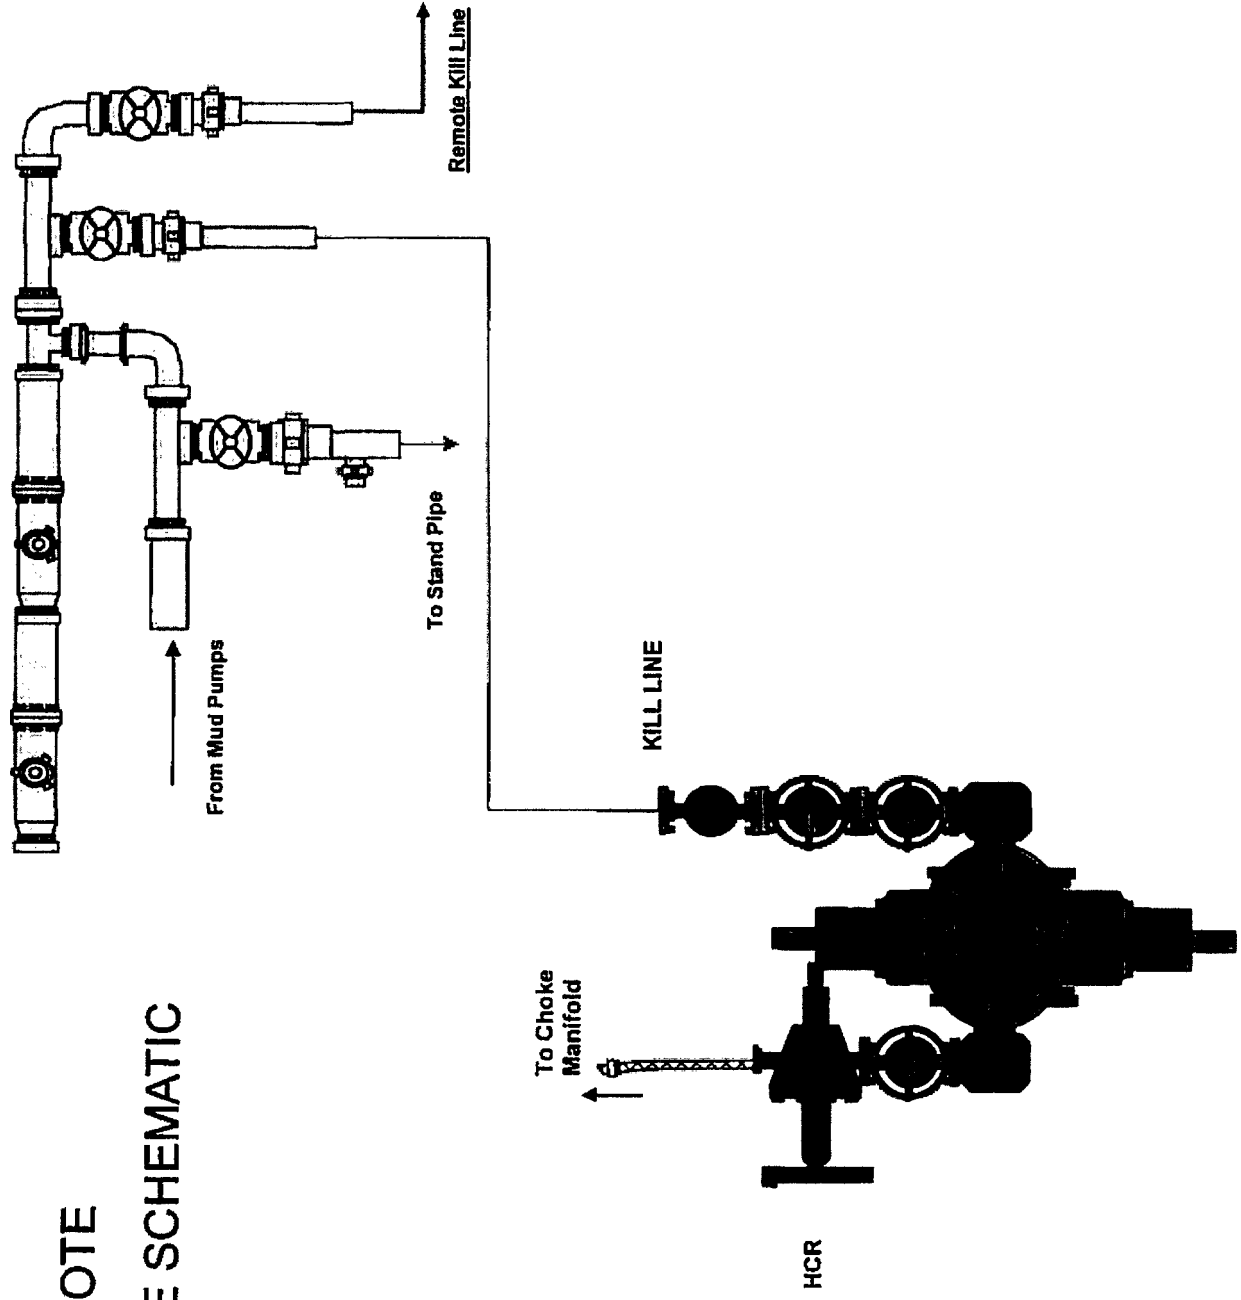 OTE
E SCHEMATIC
Remote Kill Line
From Mud Pumps
To Stand Pipe
KILL LINE
To Choke
Manifold
HCR